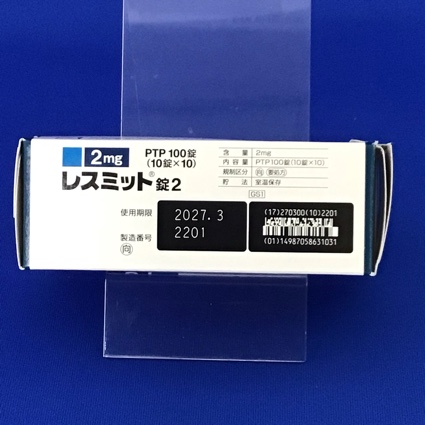 2mg
PTP 100錠
(10錠×10)
レスミット®錠2
含量 2mg
内容量 PTP100錠(10錠×10)
規制区分 向 要処方
貯法 室温保存
GS1
使用期限 2027.3
製造番号 2201
向
(17)270300(10)2201
(01)14987058631031